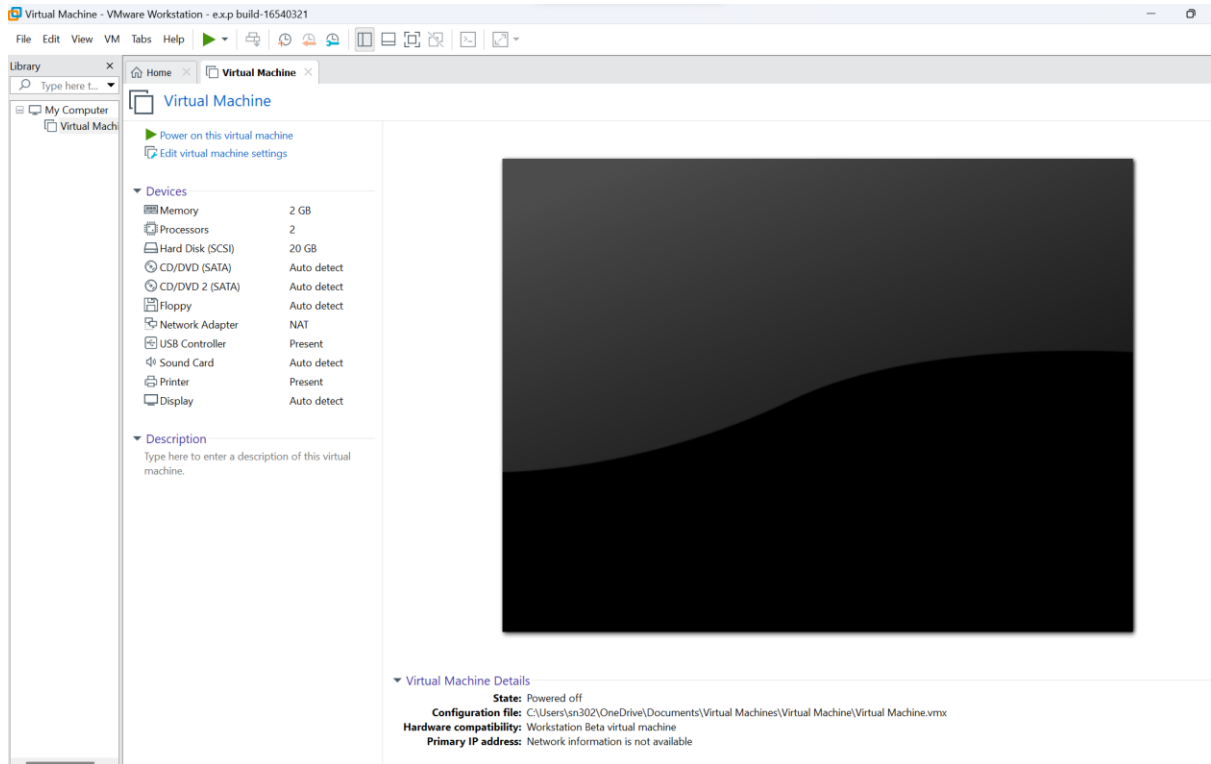 Virtual Machine - VMware Workstation - e.x.p build-16540321
File Edit View VM Tabs Help
Library
Type here t...
My Computer
Virtual Machi
Home
Virtual Machine
Virtual Machine
Power on this virtual machine
Edit virtual machine settings
Devices
Memory 2 GB
Processors 2
Hard Disk (SCSI) 20 GB
CD/DVD (SATA) Auto detect
CD/DVD 2 (SATA) Auto detect
Floppy Auto detect
Network Adapter NAT
USB Controller Present
Sound Card Auto detect
Printer Present
Display Auto detect
Description
Type here to enter a description of this virtual
machine.
Virtual Machine Details
State: Powered off
Configuration file: C:\Users\sn302\OneDrive\Documents\Virtual Machines\Virtual Machine\Virtual Machine.vmx
Hardware compatibility: Workstation Beta virtual machine
Primary IP address: Network information is not available